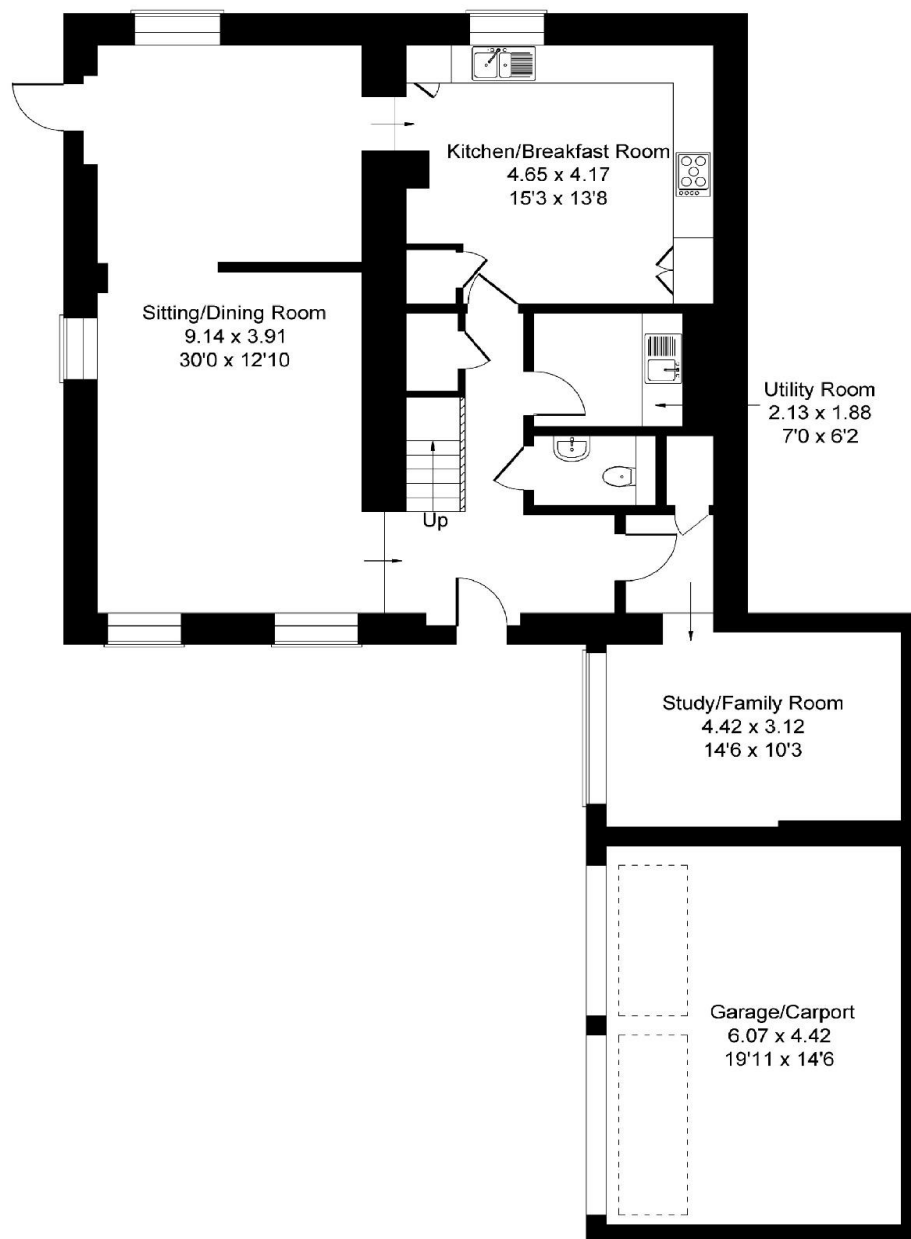 Kitchen/Breakfast Room
4.65 x 4.17
15'3 x 13'8
Sitting/Dining Room
9.14 x 3.91
30'0 x 12'10
Utility Room
2.13 x 1.88
7'0 x 6'2
Up
Study/Family Room
4.42 x 3.12
14'6 x 10'3
Garage/Carport
6.07 x 4.42
19'11 x 14'6